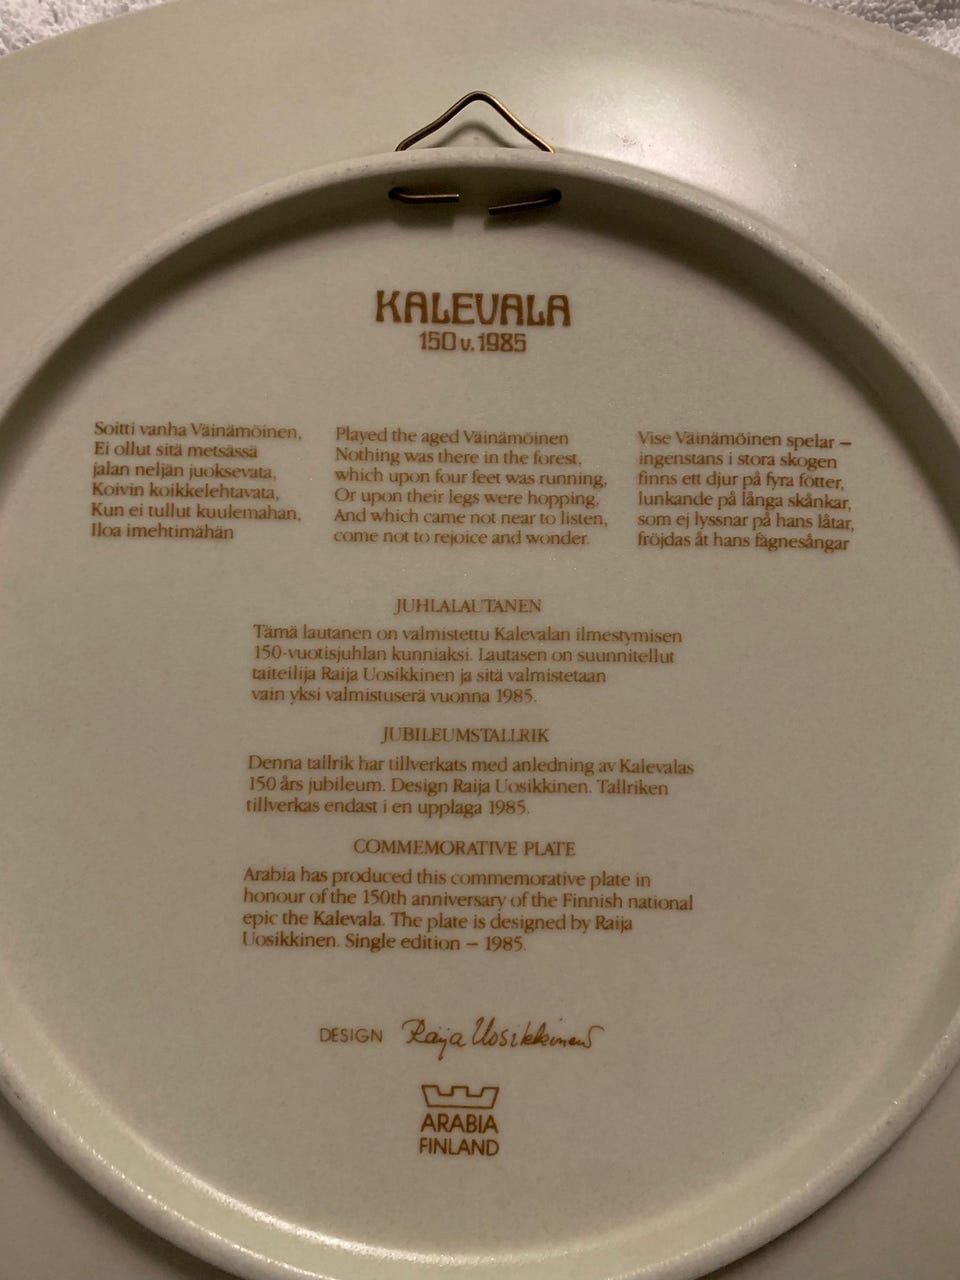 KALEVALA
150 v. 1985
Soitti vanha Väinämöinen,
Ei ollut sitä metsässä
jalan neljän juoksevata,
Koivin koikkelehtavata,
Kun ei tullut kuulemahan,
Iloa imehtimähän
Played the aged Väinämöinen
Nothing was there in the forest,
which upon four feet was running,
Or upon their legs were hopping,
And which came not near to listen,
come not to rejoice and wonder.
Vise Väinämöinen spelar –
ingenstans i stora skogen
finns ett djur på fyra fötter,
lunkande på långa skånkar,
som ej lyssnar på hans låtar,
fröjdas åt hans fägnesångar
JUHLALAUTANEN
Tämä lautanen on valmistettu Kalevalan ilmestymisen
150-vuotisjuhlan kunniaksi. Lautasen on suunnitellut
taiteilija Raija Uosikkinen ja sitä valmistetaan
vain yksi valmistuserä vuonna 1985.
JUBILEUMSTALLRIK
Denna tallrik har tillverkats med anledning av Kalevalas
150 års jubileum. Design Raija Uosikkinen. Tallriken
tillverkas endast i en upplaga 1985.
COMMEMORATIVE PLATE
Arabia has produced this commemorative plate in
honour of the 150th anniversary of the Finnish national
epic the Kalevala. The plate is designed by Raija
Uosikkinen. Single edition – 1985.
DESIGN Raija Uosikkinen
ARABIA
FINLAND